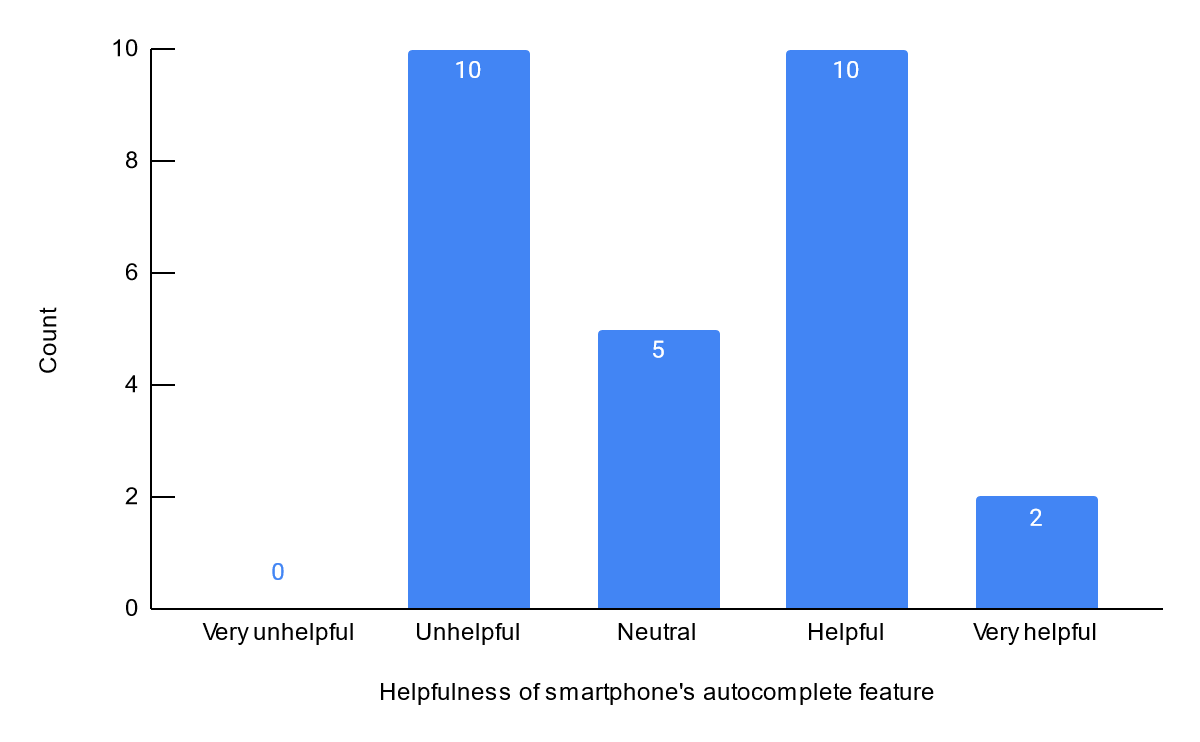 10
8
6
4
2
0
Count
0
10
5
10
2
Very unhelpful
Unhelpful
Neutral
Helpful
Very helpful
Helpfulness of smartphone's autocomplete feature